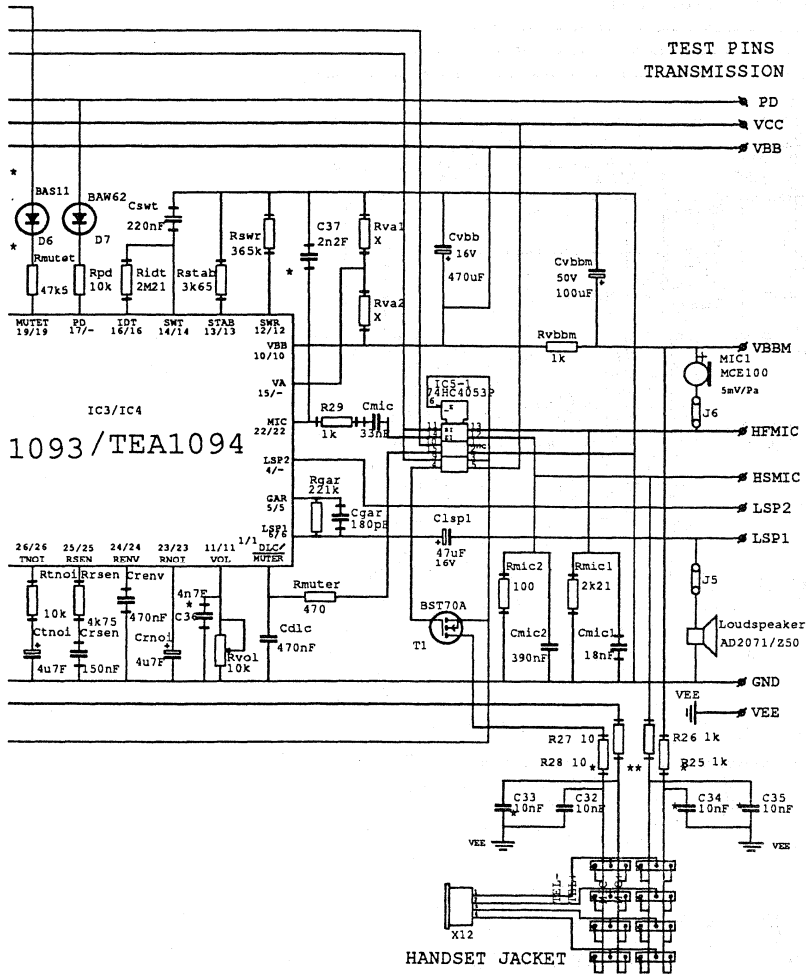 TEST PINS
TRANSMISSION
PD
VCC
VBB
*
BAS11
BAW62
Cswt
220nF
D6
D7
*
Rmutet
47k5
Rpd
10k
Ridt
2M21
Rstab
3k65
Rswr
365k
C37
2n2F
*
Rva1
X
Rva2
X
Cvbb
16V
470uF
Cvbbm
50V
100uF
Rvbbm
1k
VBBM
MIC1
MCE100
5mV/Pa
J6
MUTET
19/19
PD
17/-
IDT
16/16
SWT
14/14
STAB
13/13
SWR
12/12
VBB
10/10
VA
15/-
MIC
22/22
LSP2
4/-
GAR
5/5
LSP1
6/6
IC3/IC4
1093/TEA1094
R29
1k
Cmic
33nF
IC5-1
74HC4053P
6
HFMIC
HSMIC
LSP2
LSP1
Rgar
221k
Cgar
180pF
Clsp1
47uF
16V
26/26
TNOI
25/25
RSEN
24/24
RENV
23/23
RNOI
11/11
VOL
1/1
DLC/
MUTER
Rtnoi
Rrsen
Crenv
10k
4k75
470nF
Ctnoi
Crsen
4u7F
150nF
Crnoi
4u7F
4n7F
*
C36
Rvol
10k
Cdlc
470nF
Rmuter
470
BST70A
T1
Rmic2
100
Rmic1
2k21
Cmic2
390nF
Cmic1
18nF
J5
Loudspeaker
AD2071/Z50
GND
VEE
VEE
R27 10
R28 10
*
**
R26 1k
R25 1k
*
C33
10nF
*
C32
10nF
C34
10nF
*
C35
10nF
*
VEE
VEE
TEL-
TEL+
X12
HANDSET JACKET